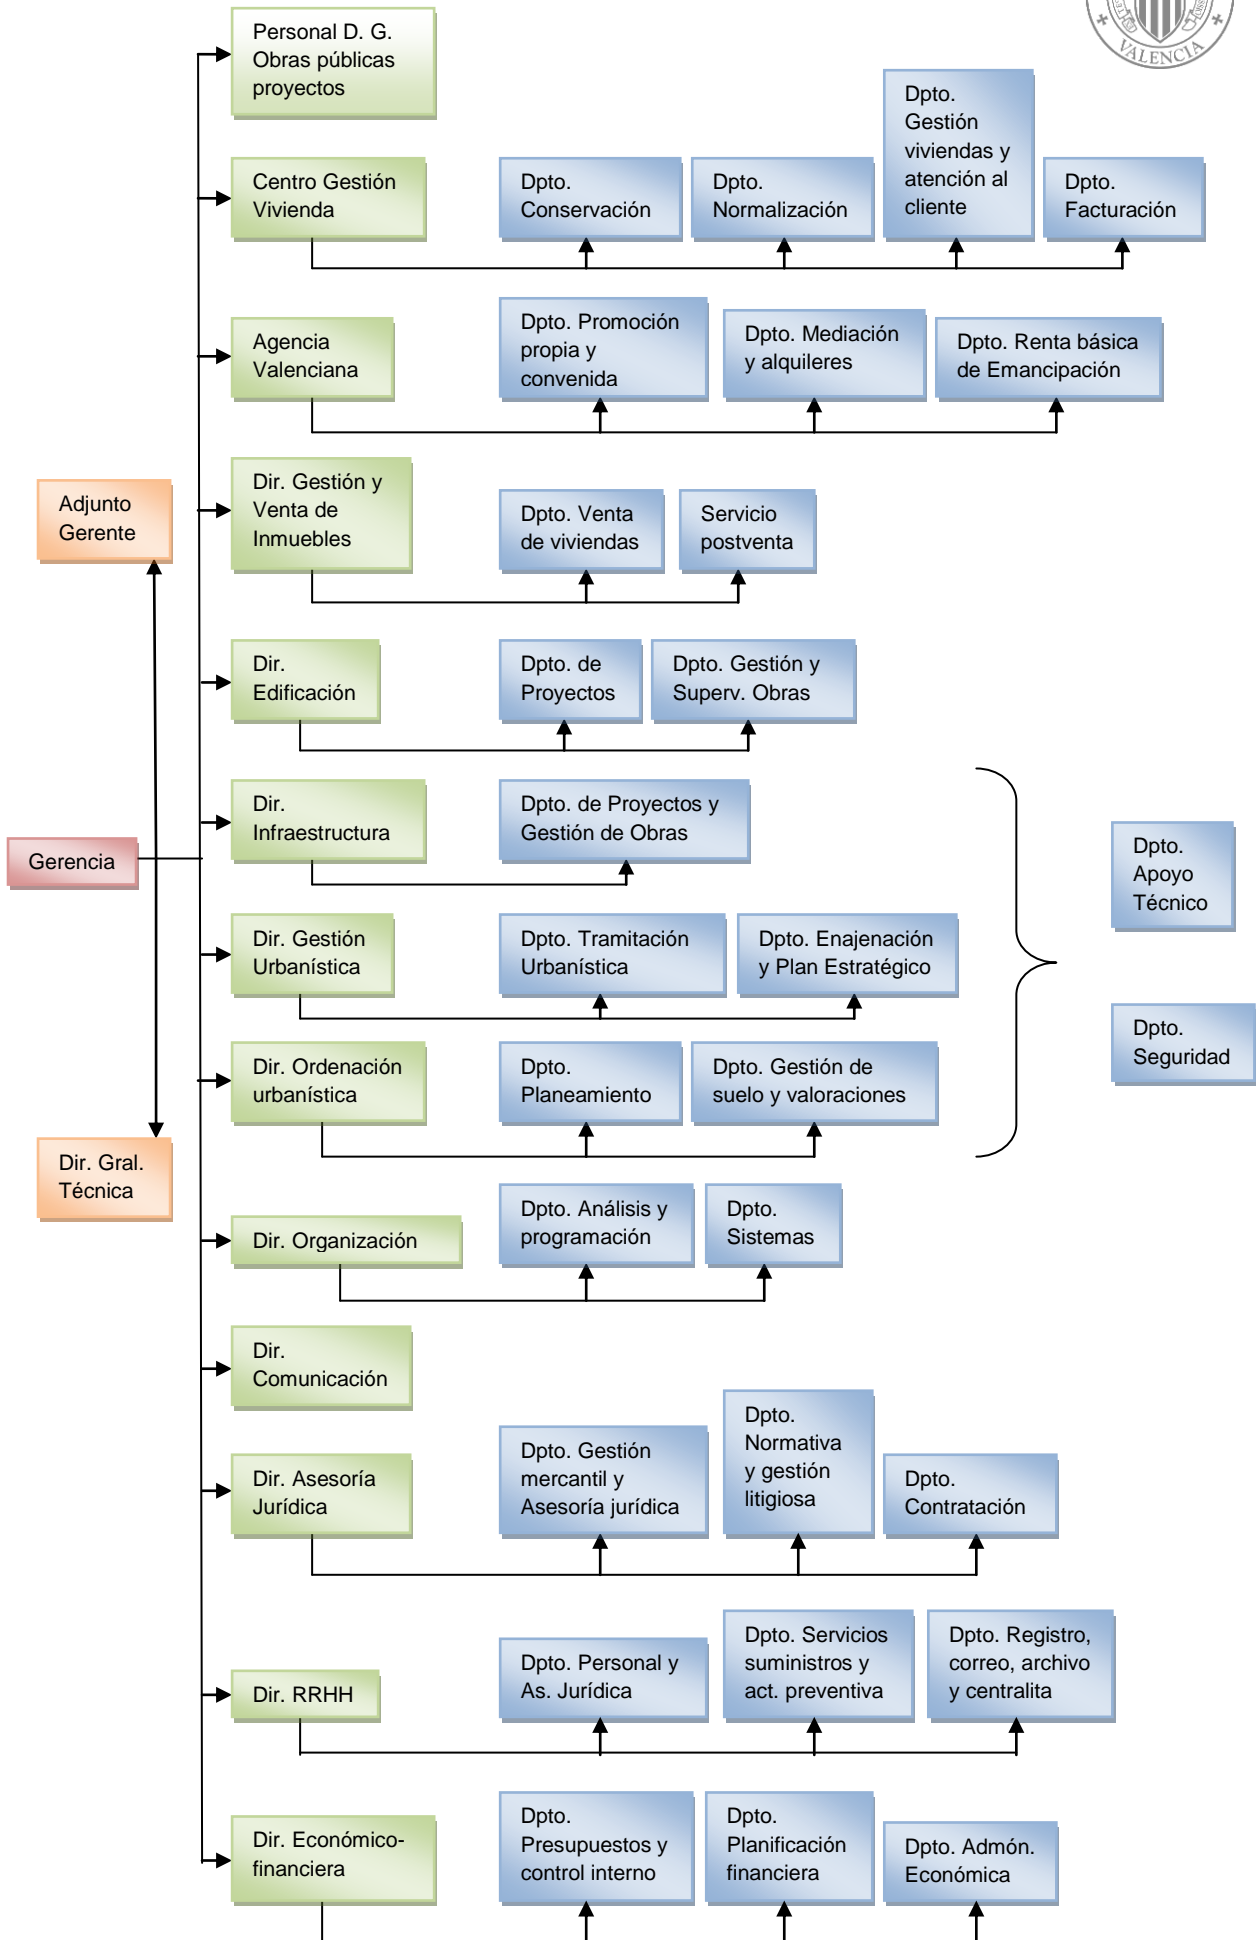 VALENCIA
Personal D. G.
Obras públicas
proyectos
Centro Gestión
Vivienda
Dpto.
Conservación
Dpto.
Normalización
Dpto.
Gestión
viviendas y
atención al
cliente
Dpto.
Facturación
Agencia
Valenciana
Dpto. Promoción
propia y
convenida
Dpto. Mediación
y alquileres
Dpto. Renta básica
de Emancipación
Adjunto
Gerente
Dir. Gestión y
Venta de
Inmuebles
Dpto. Venta
de viviendas
Servicio
postventa
Dir.
Edificación
Dpto. de
Proyectos
Dpto. Gestión y
Superv. Obras
Gerencia
Dir.
Infraestructura
Dpto. de Proyectos y
Gestión de Obras
Dpto.
Apoyo
Técnico
Dir. Gestión
Urbanística
Dpto. Tramitación
Urbanística
Dpto. Enajenación
y Plan Estratégico
Dpto.
Seguridad
Dir. Ordenación
urbanística
Dpto.
Planeamiento
Dpto. Gestión de
suelo y valoraciones
Dir. Gral.
Técnica
Dir. Organización
Dpto. Análisis y
programación
Dpto.
Sistemas
Dir.
Comunicación
Dir. Asesoría
Jurídica
Dpto. Gestión
mercantil y
Asesoría jurídica
Dpto.
Normativa
y gestión
litigiosa
Dpto.
Contratación
Dir. RRHH
Dpto. Personal y
As. Jurídica
Dpto. Servicios
suministros y
act. preventiva
Dpto. Registro,
correo, archivo
y centralita
Dir. Económico-
financiera
Dpto.
Presupuestos y
control interno
Dpto.
Planificación
financiera
Dpto. Admón.
Económica